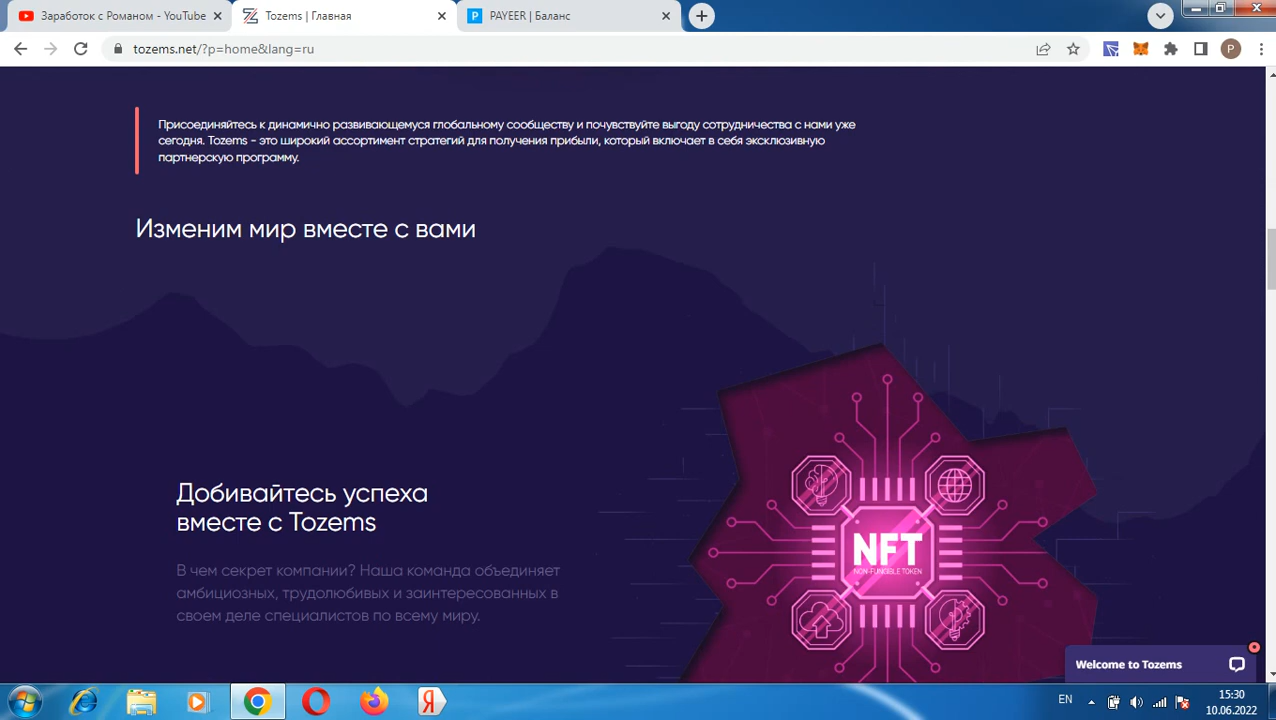 Заработок с Романом - YouTube
Tozems | Главная
PAYEER | Баланс
tozems.net/?p=home&lang=ru
P
Присоединяйтесь к динамично развивающемуся глобальному сообществу и почувствуйте выгоду сотрудничества с нами уже
сегодня. Tozems - это широкий ассортимент стратегий для получения прибыли, который включает в себя эксклюзивную
партнерскую программу.
Изменим мир вместе с вами
Добивайтесь успеха
вместе с Tozems
В чем секрет компании? Наша команда объединяет
амбициозных, трудолюбивых и заинтересованных в
своем деле специалистов по всему миру.
NFT
NON-FUNGIBLE TOKEN
Welcome to Tozems
EN
15:30
10.06.2022